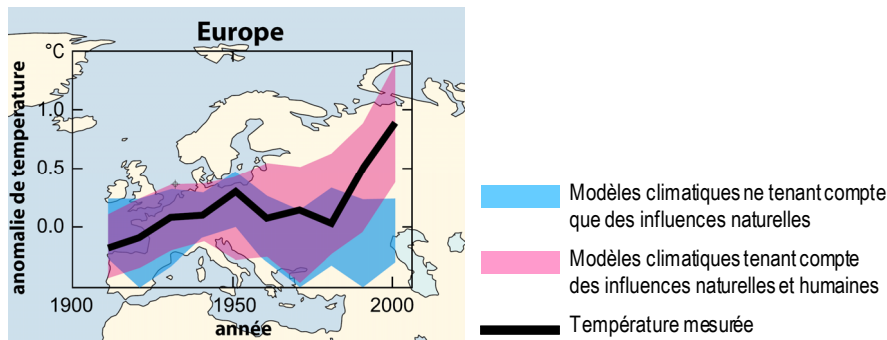 Europe
°C
anomalie de temperature
1.0
0.5
0.0
1900
1950
2000
année
Modèles climatiques ne tenant compte
que des influences naturelles
Modèles climatiques tenant compte
des influences naturelles et humaines
Température mesurée